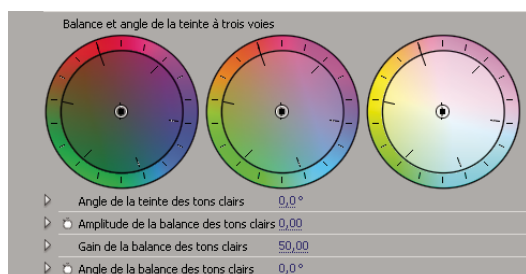 Balance et angle de la teinte à trois voies
Angle de la teinte des tons clairs 0,0°
Amplitude de la balance des tons clairs 0,00
Gain de la balance des tons clairs 50,00
Angle de la balance des tons clairs 0,0°